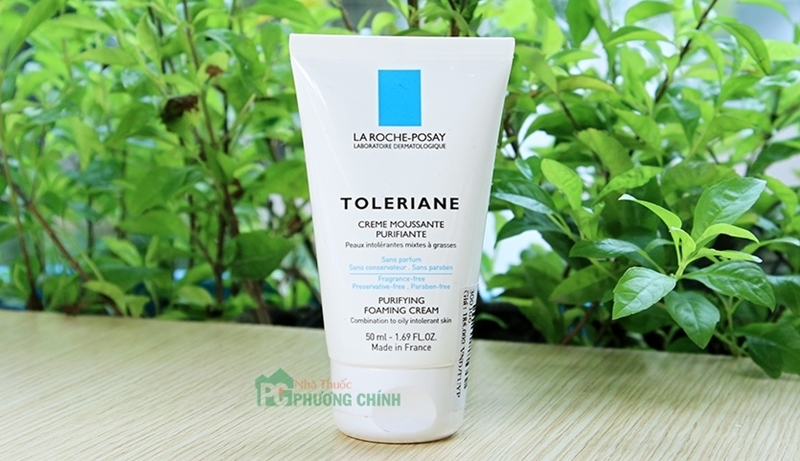 LA ROCHE-POSAY
LABORATOIRE DERMATOLOGIQUE
TOLERIANE
CREME MOUSSANTE
PURIFIANTE
Peaux intolérantes mixtes à grasses
Sans parfum
Sans conservateur . Sans paraben
Fragrance-free
Preservative-free . Paraben-free
PURIFYING
FOAMING CREAM
Combination to oily intolerant skin
50 ml - 1.69 FL.OZ.
Made in France
PC
Nhà Thuốc
PHƯƠNG CHÍNH